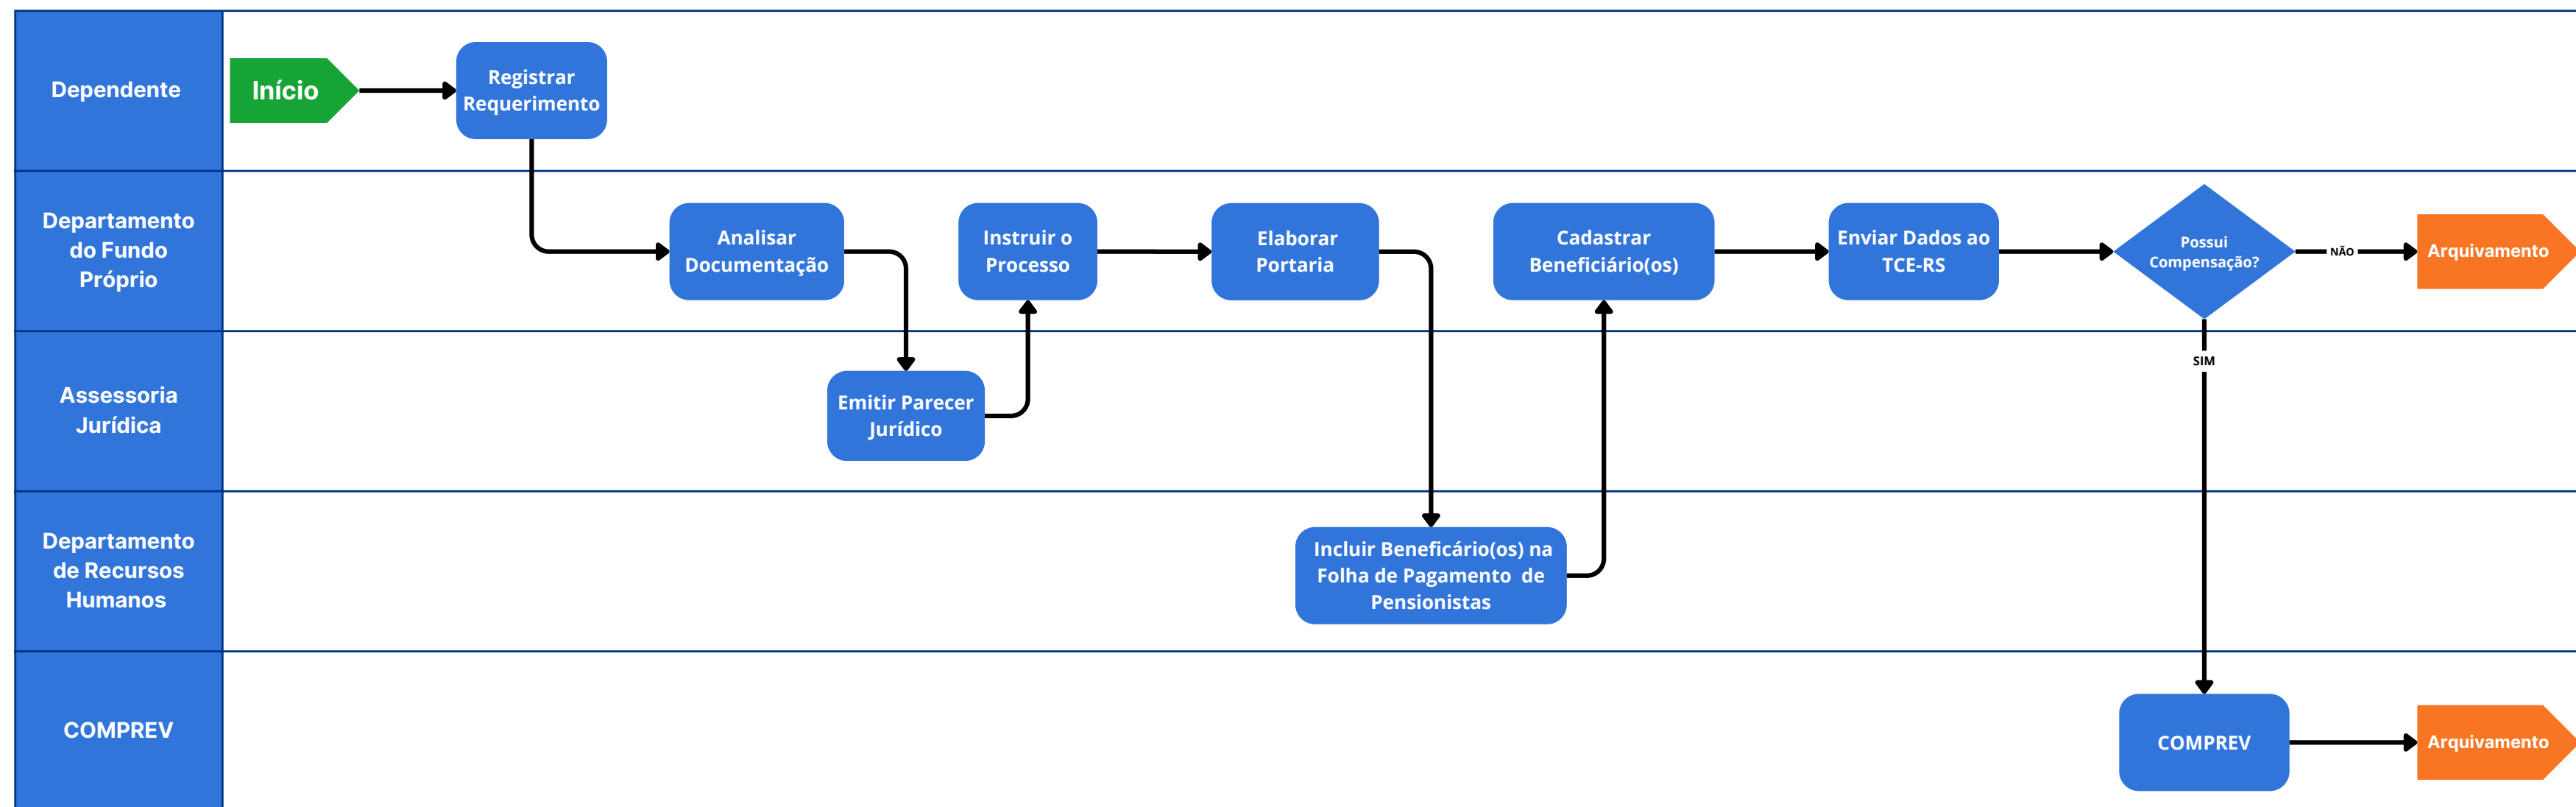 Dependente
Início
Registrar
Requerimento
Departamento
do Fundo
Próprio
Analisar
Documentação
Instruir o
Processo
Elaborar
Portaria
Cadastrar
Beneficiário(os)
Enviar Dados ao
TCE-RS
Possui
Compensação?
NÃO
Arquivamento
Assessoria
Jurídica
Emitir Parecer
Jurídico
SIM
Departamento
de Recursos
Humanos
Incluir Beneficário(os) na
Folha de Pagamento de
Pensionistas
COMPREV
COMPREV
Arquivamento